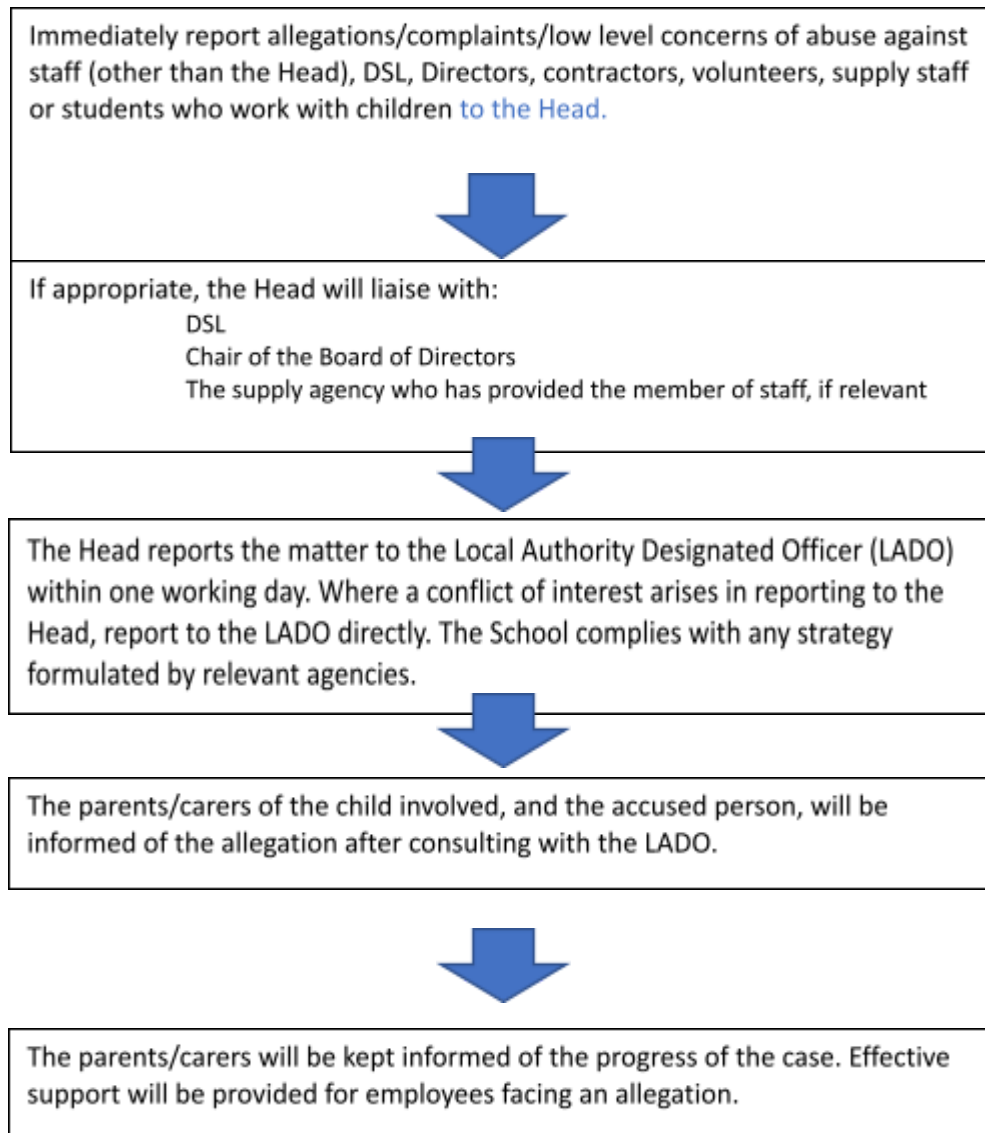 Immediately report allegations/complaints/low level concerns of abuse against
staff (other than the Head), DSL, Directors, contractors, volunteers, supply staff
or students who work with children to the Head.
If appropriate, the Head will liaise with:
DSL
Chair of the Board of Directors
The supply agency who has provided the member of staff, if relevant
The Head reports the matter to the Local Authority Designated Officer (LADO)
within one working day. Where a conflict of interest arises in reporting to the
Head, report to the LADO directly. The School complies with any strategy
formulated by relevant agencies.
The parents/carers of the child involved, and the accused person, will be
informed of the allegation after consulting with the LADO.
The parents/carers will be kept informed of the progress of the case. Effective
support will be provided for employees facing an allegation.